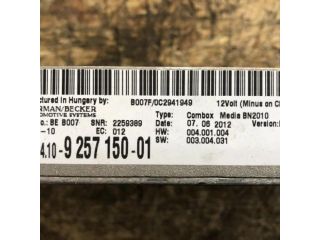 ctured in Hungary by: B007F/0C2941949 12Volt (Minus on C
RMAN/BECKER
OMOTIVE SYSTEMS Type: Combox Media BN2010
o.: BE B007 SNR: 2259389 Date: 07. 06 2012 Version:
-10 EC: 012 HW: 004.001.004
SW: 003.004.031
4.10-9 257 150-01